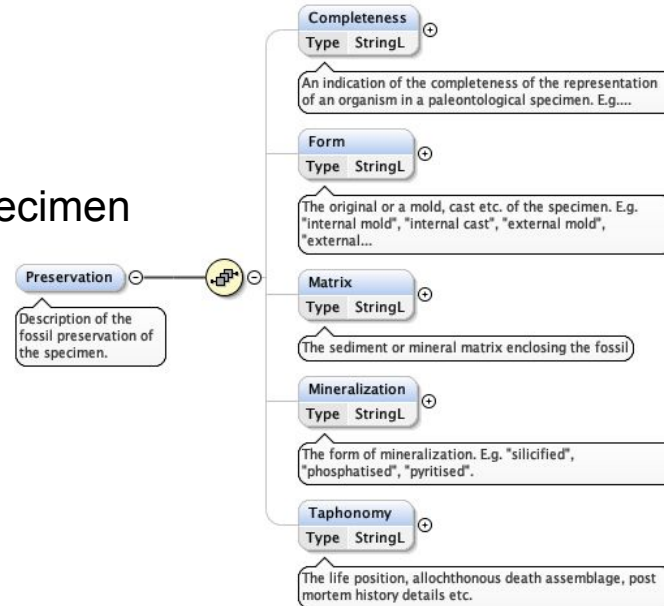 ecimen
Preservation
Description of the
fossil preservation of
the specimen.
Completeness
Type StringL
An indication of the completeness of the representation
of an organism in a paleontological specimen. E.g....
Form
Type StringL
The original or a mold, cast etc. of the specimen. E.g.
"internal mold", "internal cast", "external mold",
"external...
Matrix
Type StringL
The sediment or mineral matrix enclosing the fossil
Mineralization
Type StringL
The form of mineralization. E.g. "silicified",
"phosphatised", "pyritised".
Taphonomy
Type StringL
The life position, allochthonous death assemblage, post
mortem history details etc.